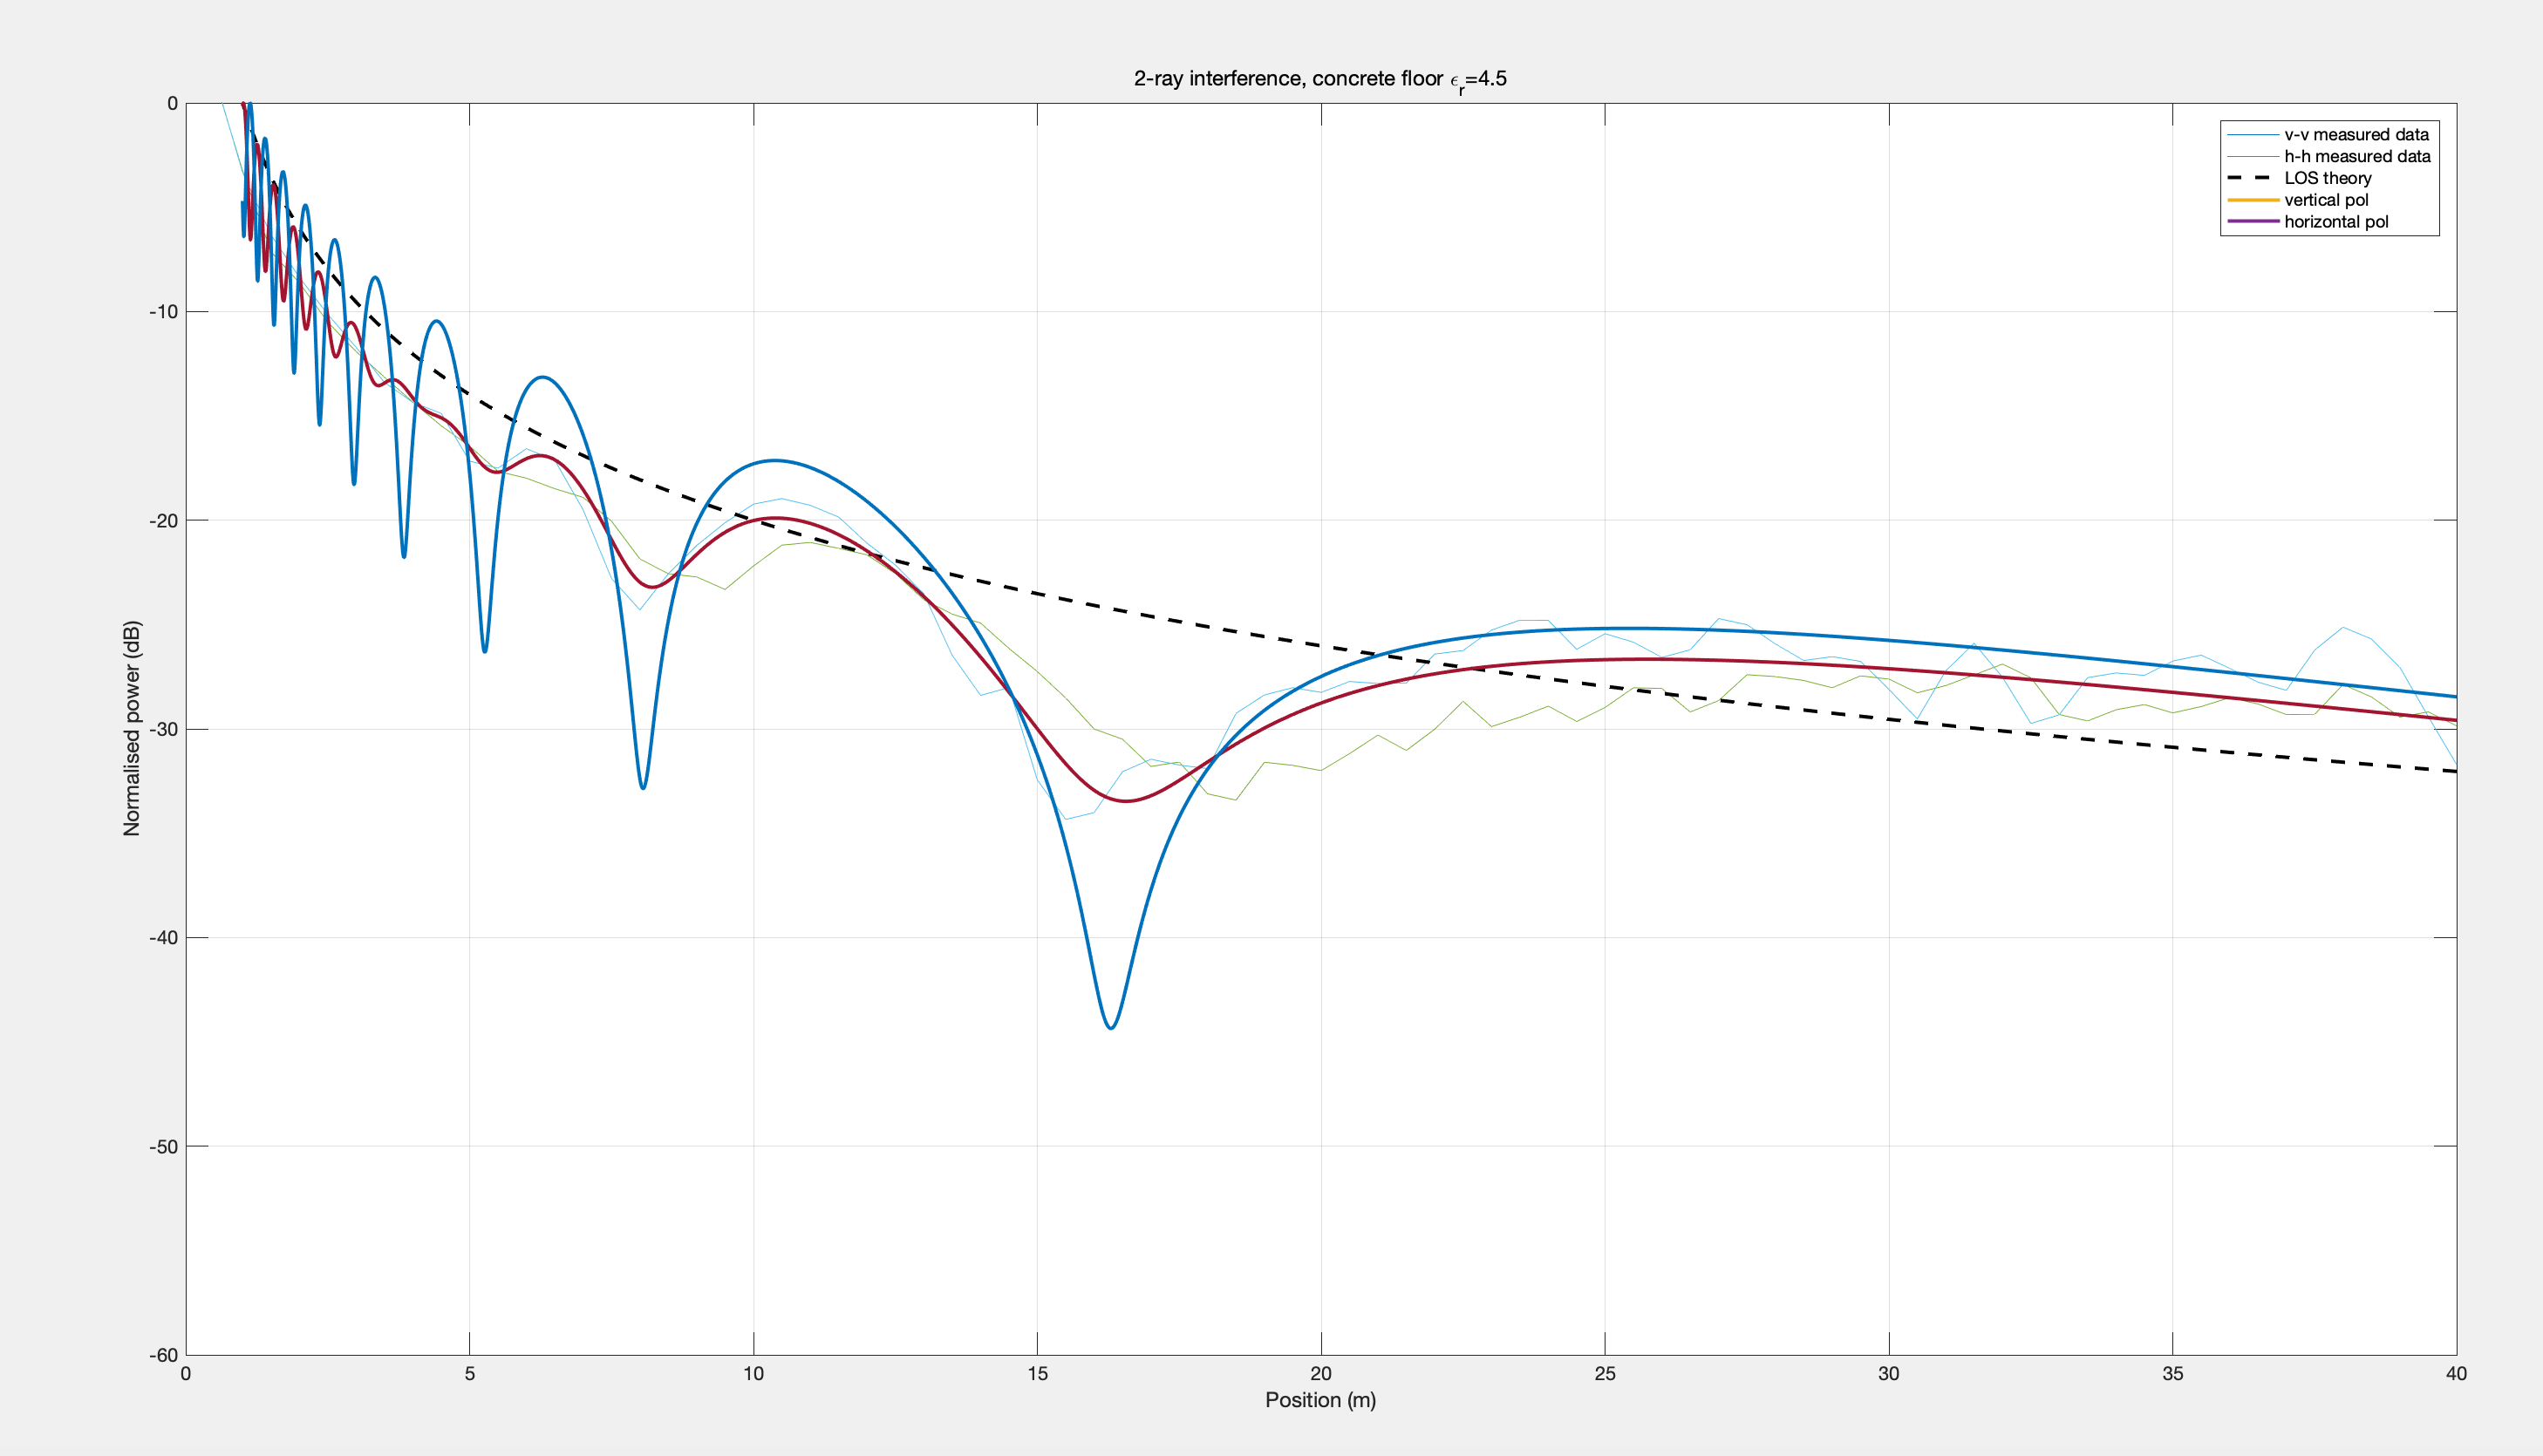 2-ray interference, concrete floor ϵr=4.5
v-v measured data
h-h measured data
LOS theory
vertical pol
horizontal pol
Normalised power (dB)
0
-10
-20
-30
-40
-50
-60
0 5 10 15 20 25 30 35 40
Position (m)